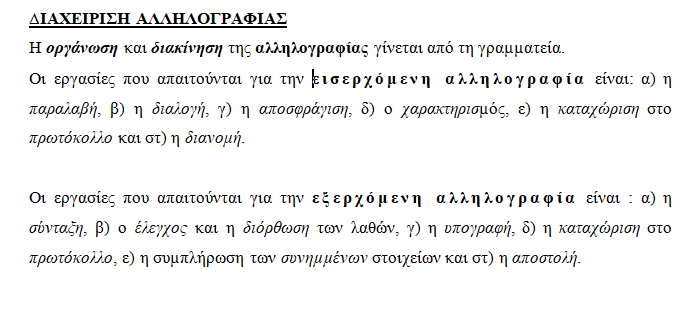 ΔΙΑΧΕΙΡΙΣΗ ΑΛΛΗΛΟΓΡΑΦΙΑΣ
Η οργάνωση και διακίνηση της αλληλογραφίας γίνεται από τη γραμματεία.
Οι εργασίες που απαιτούνται για την εισερχόμενη αλληλογραφία είναι: α) η
παραλαβή, β) η διαλογή, γ) η αποσφράγιση, δ) ο χαρακτηρισμός, ε) η καταχώριση στο
πρωτόκολλο και στ) η διανομή.
Οι εργασίες που απαιτούνται για την εξερχόμενη αλληλογραφία είναι : α) η
σύνταξη, β) ο έλεγχος και η διόρθωση των λαθών, γ) η υπογραφή, δ) η καταχώριση στο
πρωτόκολλο, ε) η συμπλήρωση των συνημμένων στοιχείων και στ) η αποστολή.